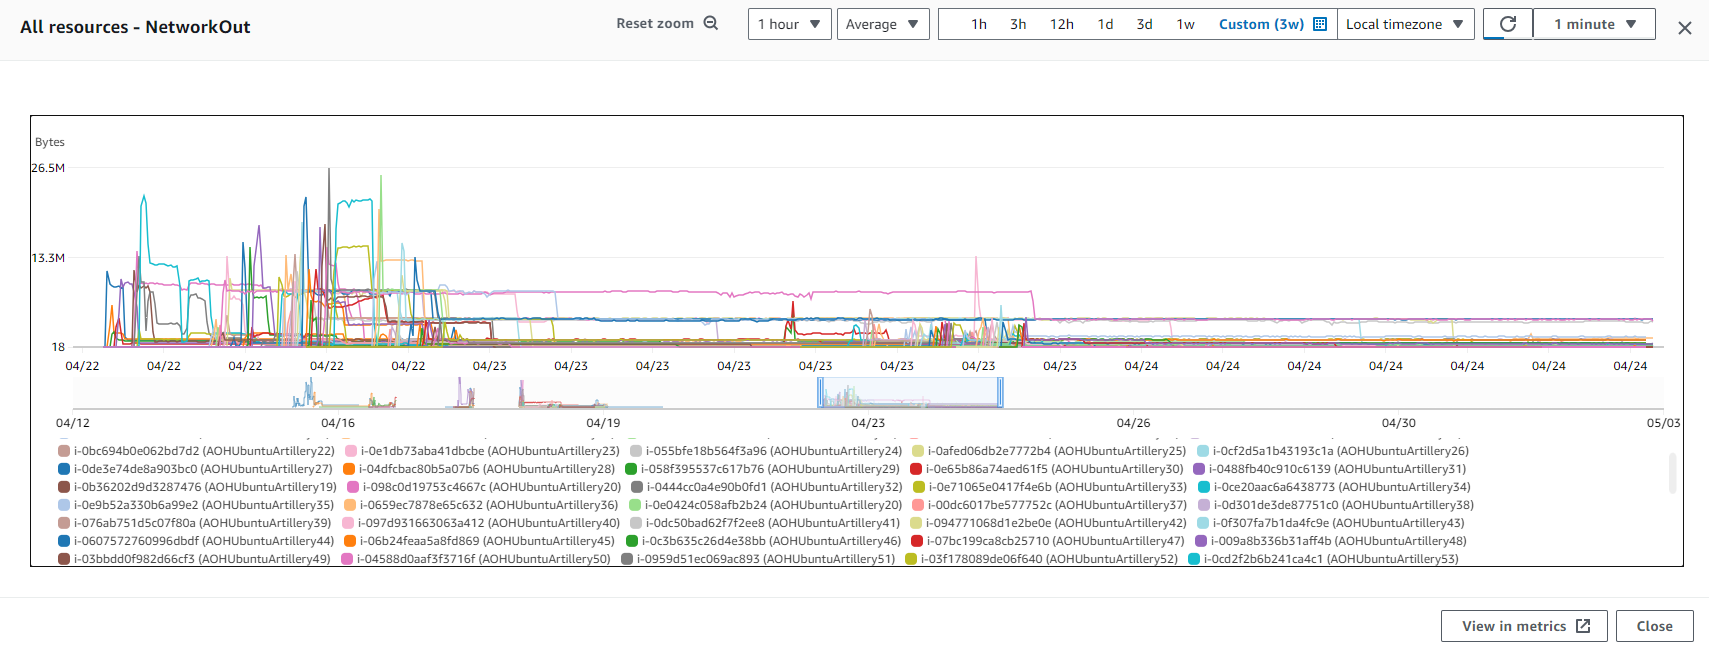 All resources - NetworkOut
Reset zoom
1 hour
Average
1h 3h 12h 1d 3d 1w Custom (3w)
Local timezone
1 minute
Bytes
26.5M
13.3M
18
04/22 04/22 04/22 04/22 04/22 04/23 04/23 04/23 04/23 04/23 04/23 04/23 04/23 04/24 04/24 04/24 04/24 04/24 04/24 04/24
04/12 04/16 04/19 04/23 04/26 04/30 05/03
i-0bc694b0e062bd7d2 (AOHUbuntuArtillery22) i-0e1db73aba41dbcbe (AOHUbuntuArtillery23) i-055bfe18b564f3a96 (AOHUbuntuArtillery24) i-0afed06db2e7772b4 (AOHUbuntuArtillery25) i-0cf2d5a1b43193c1a (AOHUbuntuArtillery26)
i-0de3e74de8a903bc0 (AOHUbuntuArtillery27) i-04dfcbac80b5a07b6 (AOHUbuntuArtillery28) i-058f395537c617b76 (AOHUbuntuArtillery29) i-0e65b86a74aed61f5 (AOHUbuntuArtillery30) i-0488fb40c910c6139 (AOHUbuntuArtillery31)
i-0b36202d9d3287476 (AOHUbuntuArtillery19) i-098c0d19753c4667c (AOHUbuntuArtillery20) i-0444cc0a4e90b0fd1 (AOHUbuntuArtillery32) i-0e71065e0417f4e6b (AOHUbuntuArtillery33) i-0ce20aac6a6438773 (AOHUbuntuArtillery34)
i-0e9b52a330b6a99e2 (AOHUbuntuArtillery35) i-0659ec7878e65c632 (AOHUbuntuArtillery36) i-0e0424c058afb2b24 (AOHUbuntuArtillery20) i-00dc6017be577752c (AOHUbuntuArtillery37) i-0d301de3de87751c0 (AOHUbuntuArtillery38)
i-076ab751d5c07f80a (AOHUbuntuArtillery39) i-097d931663063a412 (AOHUbuntuArtillery40) i-0dc50bad62f7f2ee8 (AOHUbuntuArtillery41) i-094771068d1e2be0e (AOHUbuntuArtillery42) i-0f307fa7b1da4fc9e (AOHUbuntuArtillery43)
i-0607572760996dbdf (AOHUbuntuArtillery44) i-06b24feaa5a8fd869 (AOHUbuntuArtillery45) i-0c3b635c26d4e38bb (AOHUbuntuArtillery46) i-07bc199ca8cb25710 (AOHUbuntuArtillery47) i-009a8b336b31aff4b (AOHUbuntuArtillery48)
i-03bbdd0f982d66cf3 (AOHUbuntuArtillery49) i-04588d0aaf3f3716f (AOHUbuntuArtillery50) i-0959d51ec069ac893 (AOHUbuntuArtillery51) i-03f178089de06f640 (AOHUbuntuArtillery52) i-0cd2f2b6b241ca4c1 (AOHUbuntuArtillery53)
View in metrics
Close